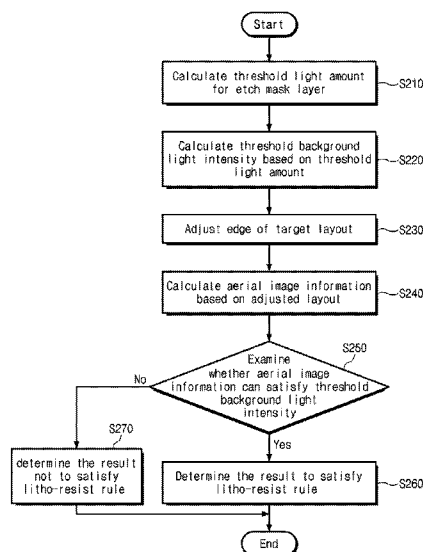 Start
Calculate threshold light amount
for etch mask layer
S210
Calculate threshold background
light intensity based on threshold
light amount
S220
Adjust edge of target layout
S230
Calculate aerial image information
based on adjusted layout
S240
Examine
whether aerial image
information can satisfy threshold
background light
intensity
S250
No
Yes
S270
determine the result
not to satisfy
litho-resist rule
Determine the result to satisfy
litho-resist rule
S260
End